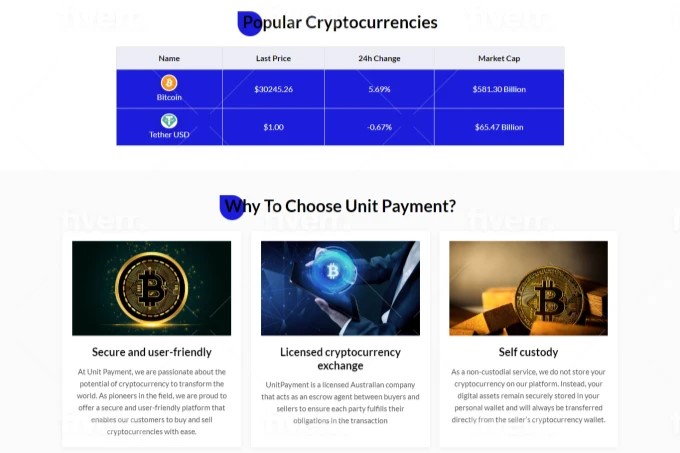 Popular Cryptocurrencies
Name Last Price 24h Change Market Cap
Bitcoin $30245.26 5.69% $581.30 Billion
Tether USD $1.00 -0.67% $65.47 Billion
Why To Choose Unit Payment?
Secure and user-friendly
At Unit Payment, we are passionate about the
potential of cryptocurrency to transform the
world. As pioneers in the field, we are proud to
offer a secure and user-friendly platform that
enables our customers to buy and sell
cryptocurrencies with ease.
Licensed cryptocurrency
exchange
UnitPayment is a licensed Australian company
that acts as an escrow agent between buyers and
sellers to ensure each party fulfills their
obligations in the transaction
Self custody
As a non-custodial service, we do not store your
cryptocurrency on our platform. Instead, your
digital assets remain securely stored in your
personal wallet and will always be transferred
directly from the seller's cryptocurrency wallet.